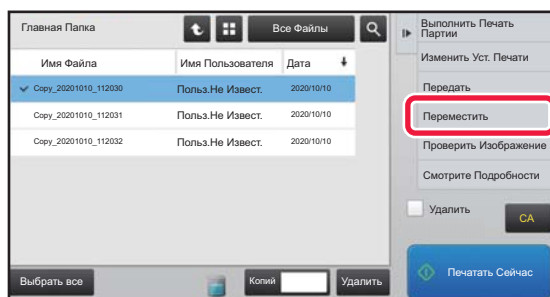 Главная Папка
Все Файлы
Имя Файла
Имя Пользователя
Дата
Copy_20201010_112030
Польз.Не Извест.
2020/10/10
Copy_20201010_112031
Польз.Не Извест.
2020/10/10
Copy_20201010_112032
Польз.Не Извест.
2020/10/10
Выбрать все
Копий
Удалить
Выполнить Печать
Партии
Изменить Уст. Печати
Передать
Переместить
Проверить Изображение
Смотрите Подробности
Удалить
CA
Печатать Сейчас